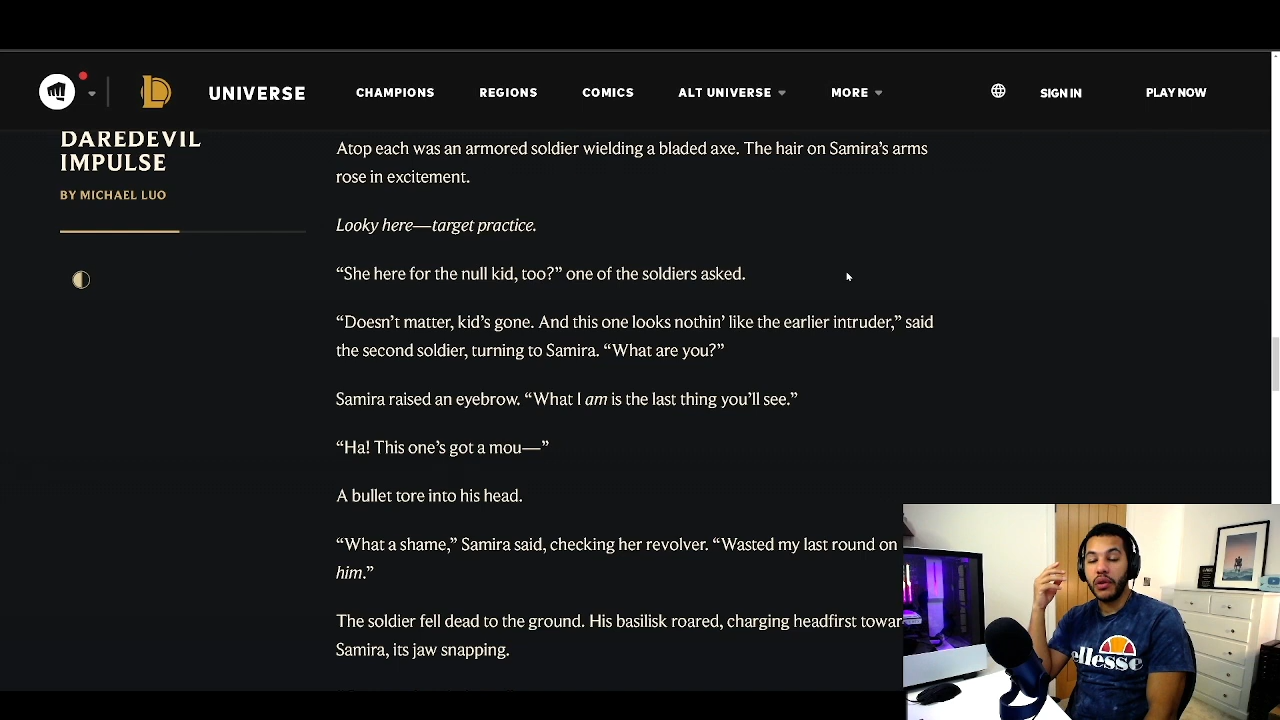 UNIVERSE
CHAMPIONS
REGIONS
COMICS
ALT UNIVERSE
MORE
SIGN IN
PLAY NOW
DAREDEVIL
IMPULSE
BY MICHAEL LUO
Atop each was an armored soldier wielding a bladed axe. The hair on Samira’s arms
rose in excitement.
Looky here—target practice.
“She here for the null kid, too?” one of the soldiers asked.
“Doesn’t matter, kid’s gone. And this one looks nothin’ like the earlier intruder,” said
the second soldier, turning to Samira. “What are you?”
Samira raised an eyebrow. “What I am is the last thing you’ll see.”
“Ha! This one’s got a mou—”
A bullet tore into his head.
“What a shame,” Samira said, checking her revolver. “Wasted my last round on
him.”
The soldier fell dead to the ground. His basilisk roared, charging headfirst towar
Samira, its jaw snapping.
ellesse